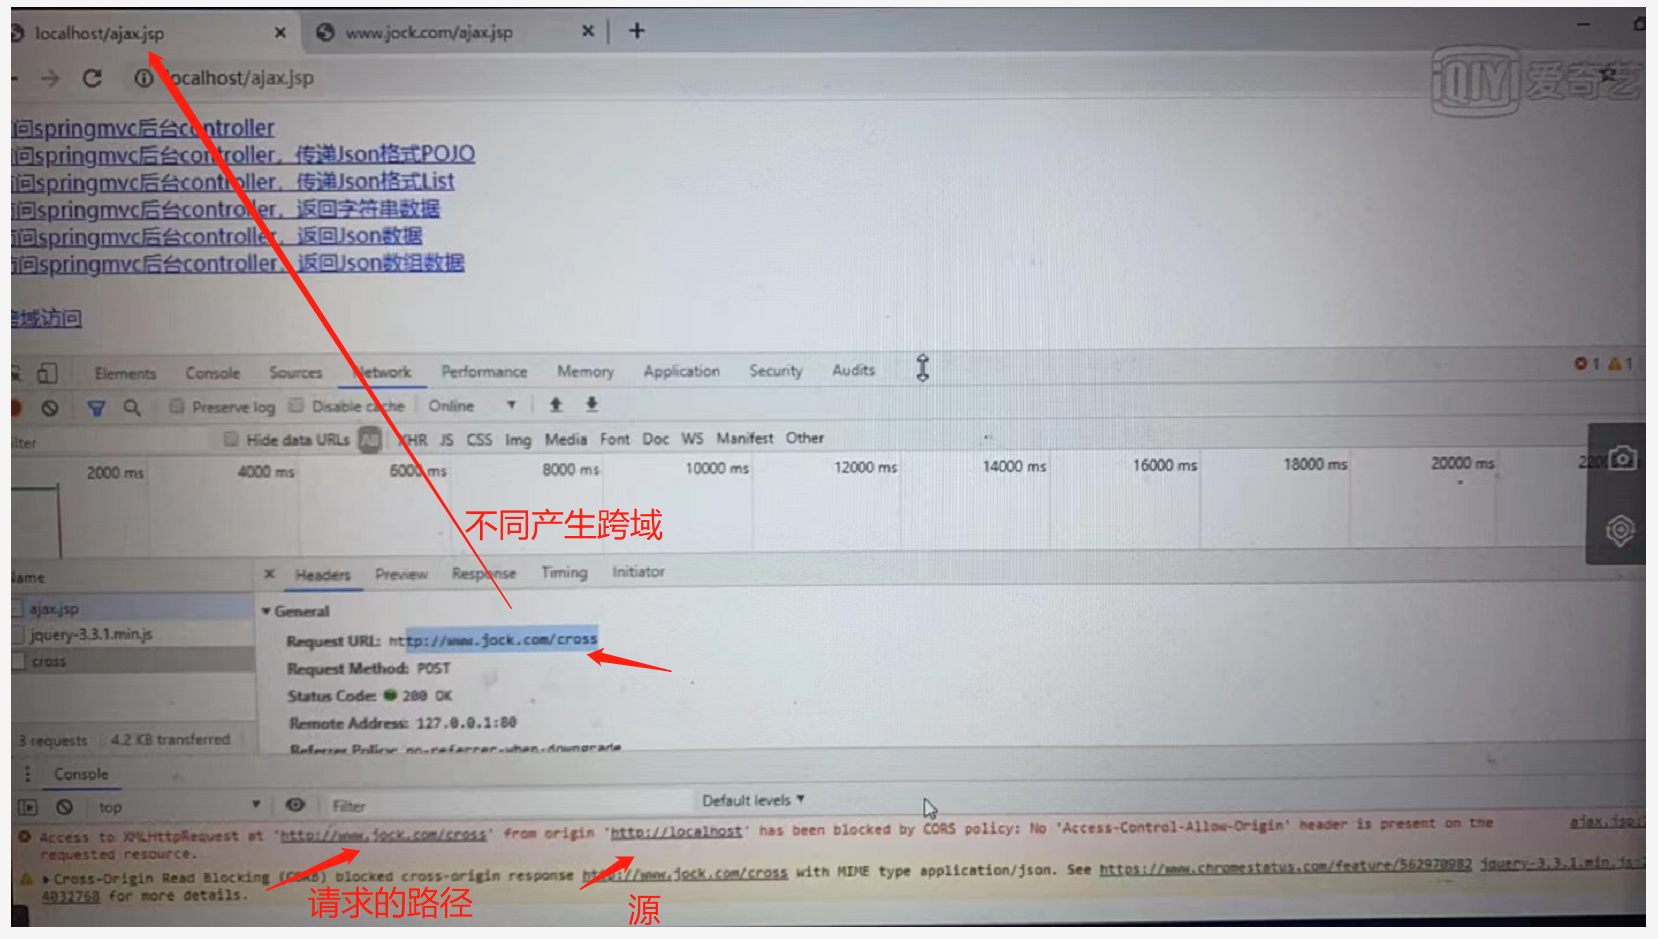 localhost/ajax.jsp
www.jock.com/ajax.jsp
localhost/ajax.jsp
iQIYI 爱奇艺
问springmvc后台controller
问springmvc后台controller，传递Json格式POJO
问springmvc后台controller，传递Json格式List
问springmvc后台controller，返回字符串数据
问springmvc后台controller，返回Json数据
问springmvc后台controller，返回Json数组数据
跨域访问
Elements Console Sources Network Performance Memory Application Security Audits
1 1
Preserve log Disable cache Online
Hide data URLs All XHR JS CSS Img Media Font Doc WS Manifest Other
2000 ms 4000 ms 6000 ms 8000 ms 10000 ms 12000 ms 14000 ms 16000 ms 18000 ms 20000 ms
不同产生跨域
Name
Headers Preview Response Timing Initiator
ajax.jsp
jquery-3.3.1.min.js
cross
General
Request URL: http://www.jock.com/cross
Request Method: POST
Status Code: 200 OK
Remote Address: 127.0.0.1:80
Referrer Policy: no-referrer-when-downgrade
3 requests 4.2 KB transferred
Console
top Filter Default levels
Access to XMLHttpRequest at 'http://www.jock.com/cross' from origin 'http://localhost' has been blocked by CORS policy: No 'Access-Control-Allow-Origin' header is present on the ajax.jsp:
requested resource.
Cross-Origin Read Blocking (CORB) blocked cross-origin response http://www.jock.com/cross with MIME type application/json. See https://www.chromestatus.com/feature/562970982 jquery-3.3.1.min.js:2
4032768 for more details.
请求的路径
源